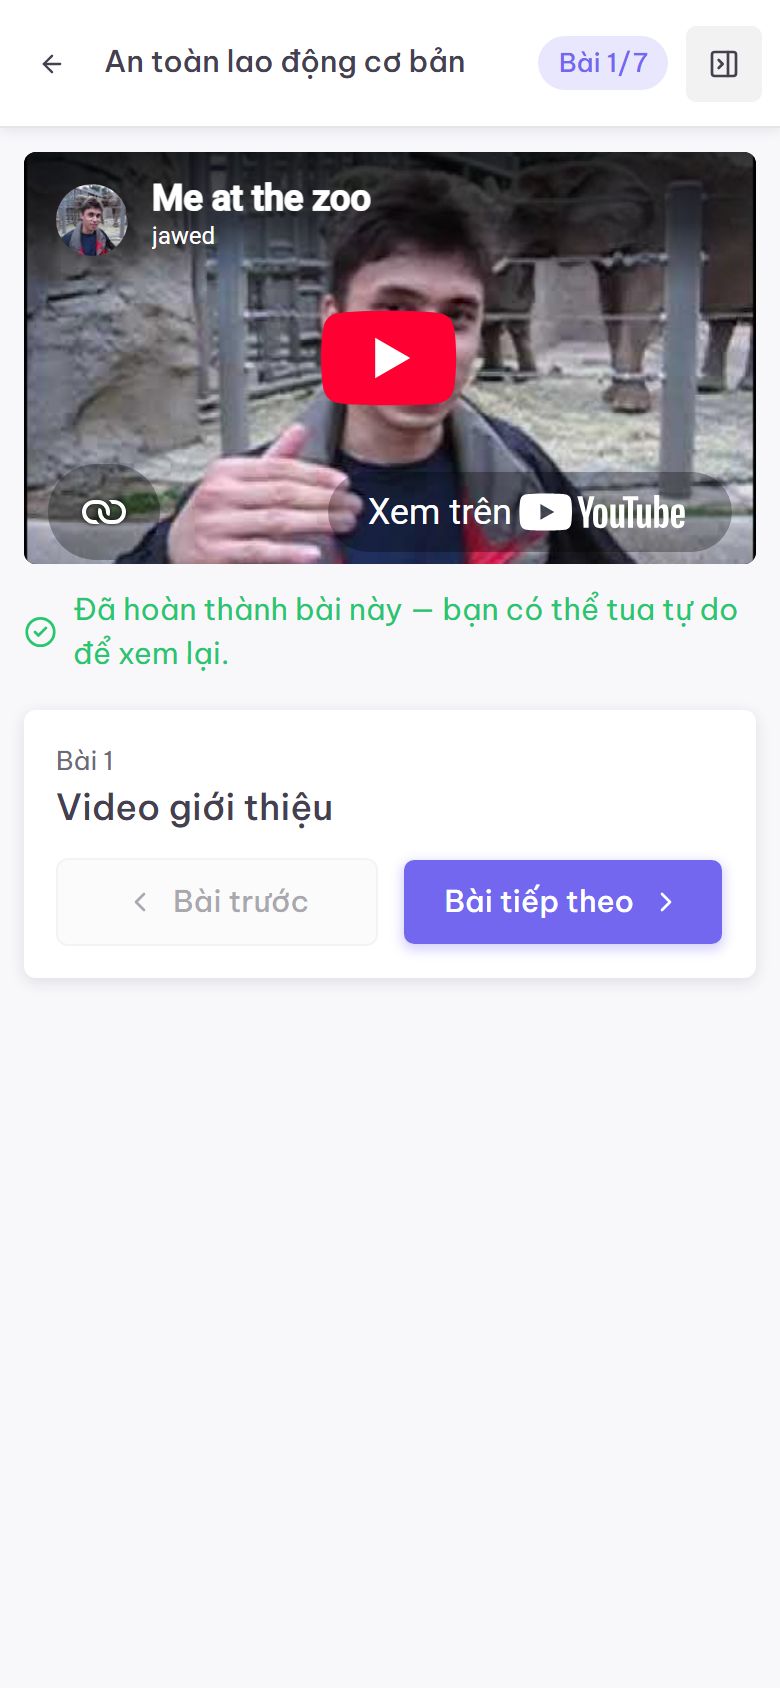 An toàn lao động cơ bản
Bài 1/7
Me at the zoo
jawed
Xem trên YouTube
Đã hoàn thành bài này — bạn có thể tua tự do
để xem lại.
Bài 1
Video giới thiệu
Bài trước
Bài tiếp theo